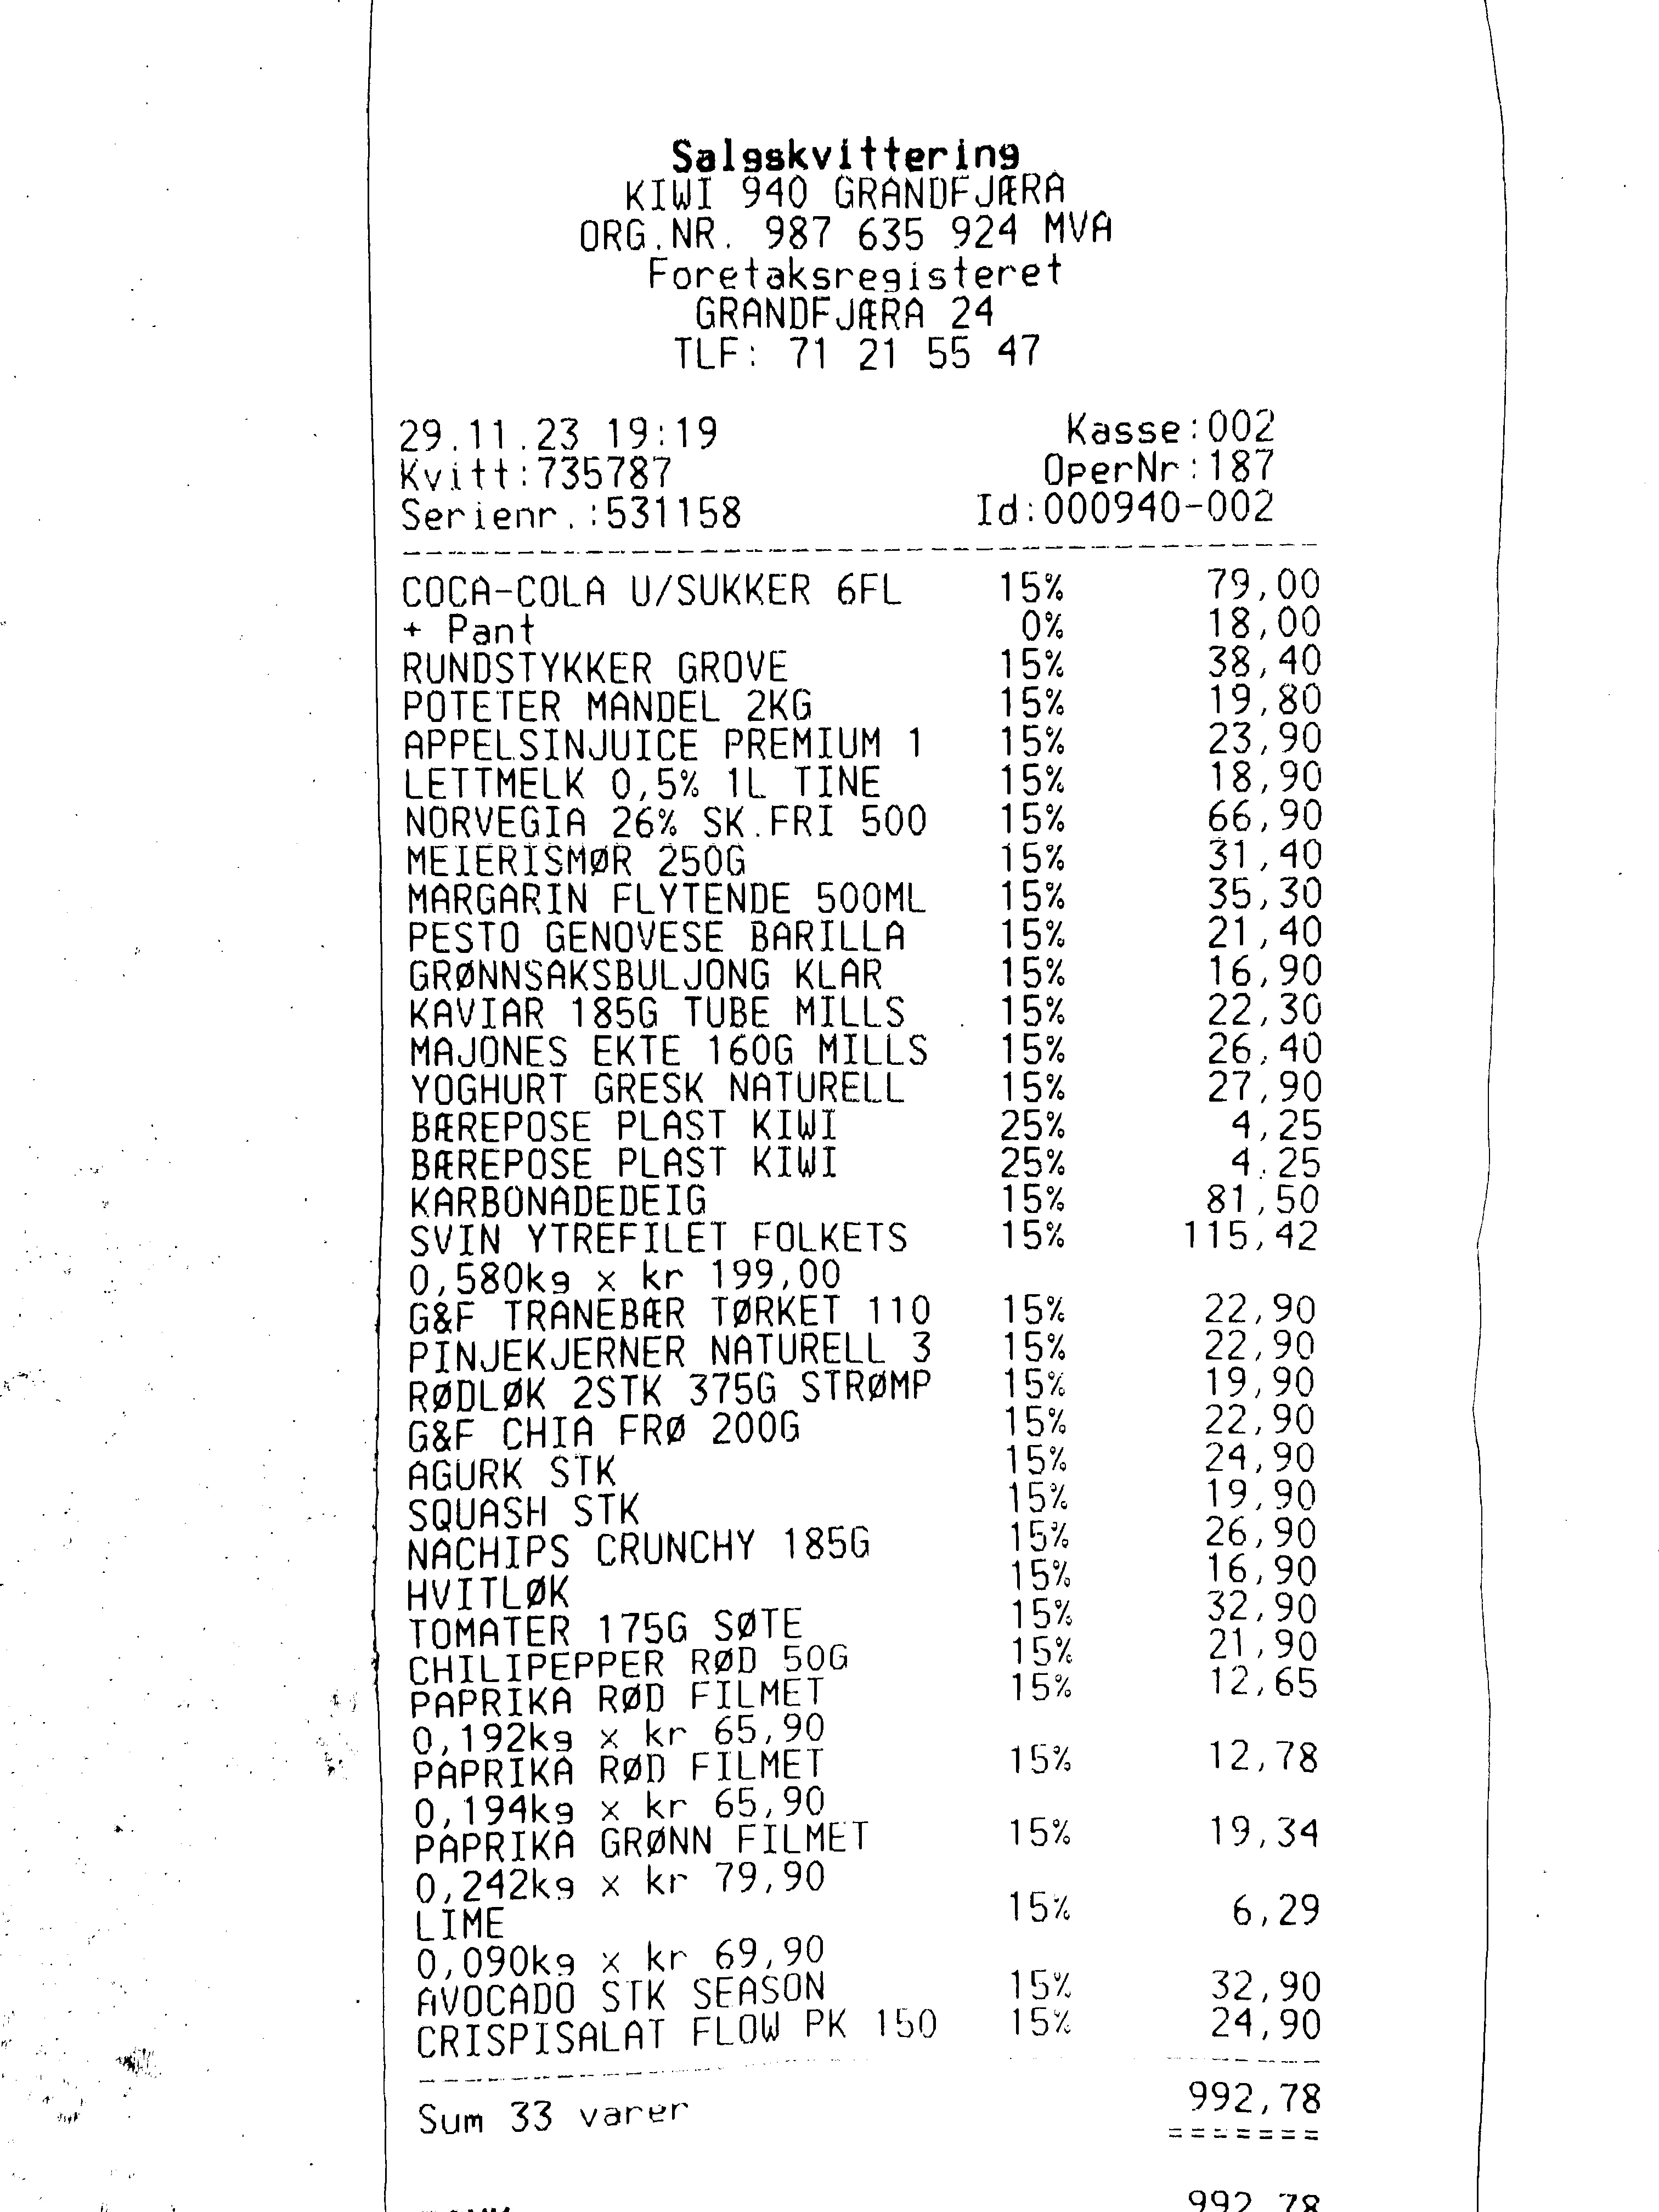 Salgskvittering
KIWI 940 GRANDFJÆRA
ORG.NR. 987 635 924 MVA
Foretaksregisteret
GRANDFJÆRA 24
TLF: 71 21 55 47
29.11.23 19:19 Kasse:002
Kvitt:735787 OperNr:187
Serienr.:531158 Id:000940-002
COCA-COLA U/SUKKER 6FL 15% 79,00
+ Pant 0% 18,00
RUNDSTYKKER GROVE 15% 38,40
POTETER MANDEL 2KG 15% 19,80
APPELSINJUICE PREMIUM 1 15% 23,90
LETTMELK 0,5% 1L TINE 15% 18,90
NORVEGIA 26% SK.FRI 500 15% 66,90
MEIERISMØR 250G 15% 31,40
MARGARIN FLYTENDE 500ML 15% 35,30
PESTO GENOVESE BARILLA 15% 21,40
GRØNNSAKSBULJONG KLAR 15% 16,90
KAVIAR 185G TUBE MILLS 15% 22,30
MAJONES EKTE 160G MILLS 15% 26,40
YOGHURT GRESK NATURELL 15% 27,90
BÆREPOSE PLAST KIWI 25% 4,25
BÆREPOSE PLAST KIWI 25% 4,25
KARBONADEDEIG 15% 81,50
SVIN YTREFILET FOLKETS 15% 115,42
0,580kg x kr 199,00
G&F TRANEBÆR TØRKET 110 15% 22,90
PINJEKJERNER NATURELL 3 15% 22,90
RØDLØK 2STK 375G STRØMP 15% 19,90
G&F CHIA FRØ 200G 15% 22,90
AGURK STK 15% 24,90
SQUASH STK 15% 19,90
NACHIPS CRUNCHY 185G 15% 26,90
HVITLØK 15% 16,90
TOMATER 175G SØTE 15% 32,90
CHILIPEPPER RØD 50G 15% 21,90
PAPRIKA RØD FILMET 15% 12,65
0,192kg x kr 65,90
PAPRIKA RØD FILMET 15% 12,78
0,194kg x kr 65,90
PAPRIKA GRØNN FILMET 15% 19,34
0,242kg x kr 79,90
LIME 15% 6,29
0,090kg x kr 69,90
AVOCADO STK SEASON 15% 32,90
CRISPISALAT FLOW PK 150 15% 24,90
Sum 33 varer 992,78
992,78